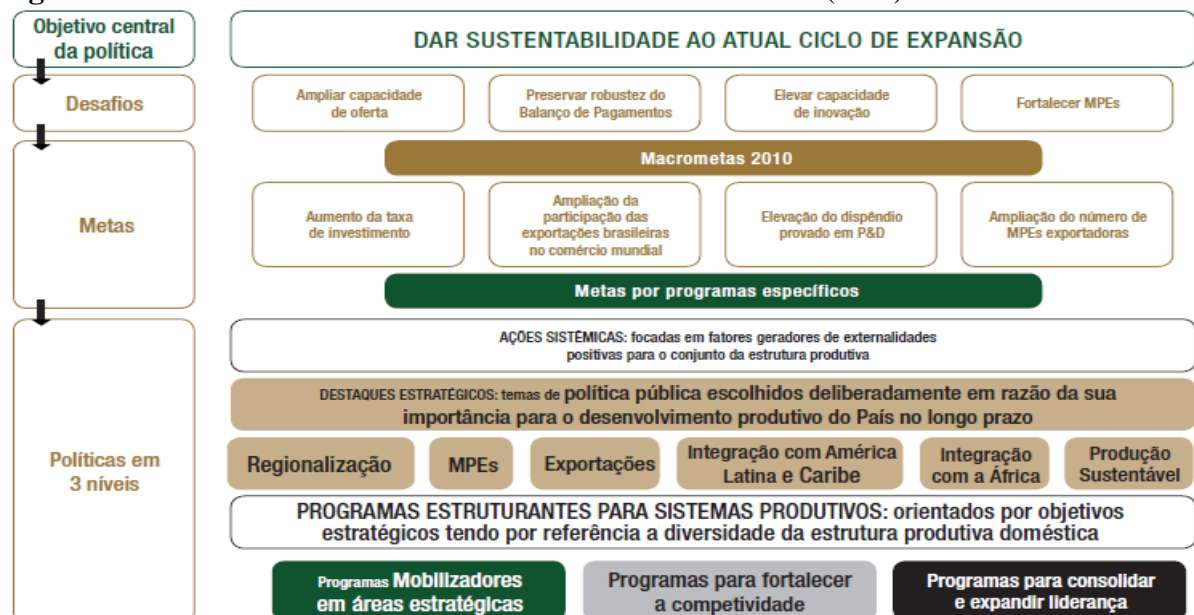 Objetivo central
da política
DAR SUSTENTABILIDADE AO ATUAL CICLO DE EXPANSÃO
Desafios
Ampliar capacidade
de oferta
Preservar robustez do
Balanço de Pagamentos
Elevar capacidade
de inovação
Fortalecer MPEs
Macrometas 2010
Metas
Aumento da taxa
de investimento
Ampliação da
participação das
exportações brasileiras
no comércio mundial
Elevação do dispêndio
provado em P&D
Ampliação do número de
MPEs exportadoras
Metas por programas específicos
Políticas em
3 níveis
AÇÕES SISTÊMICAS: focadas em fatores geradores de externalidades
positivas para o conjunto da estrutura produtiva
DESTAQUES ESTRATÉGICOS: temas de política pública escolhidos deliberadamente em razão da sua
importância para o desenvolvimento produtivo do País no longo prazo
Regionalização
MPEs
Exportações
Integração com América
Latina e Caribe
Integração
com a África
Produção
Sustentável
PROGRAMAS ESTRUTURANTES PARA SISTEMAS PRODUTIVOS: orientados por objetivos
estratégicos tendo por referência a diversidade da estrutura produtiva doméstica
Programas Mobilizadores
em áreas estratégicas
Programas para fortalecer
a competividade
Programas para consolidar
e expandir liderança